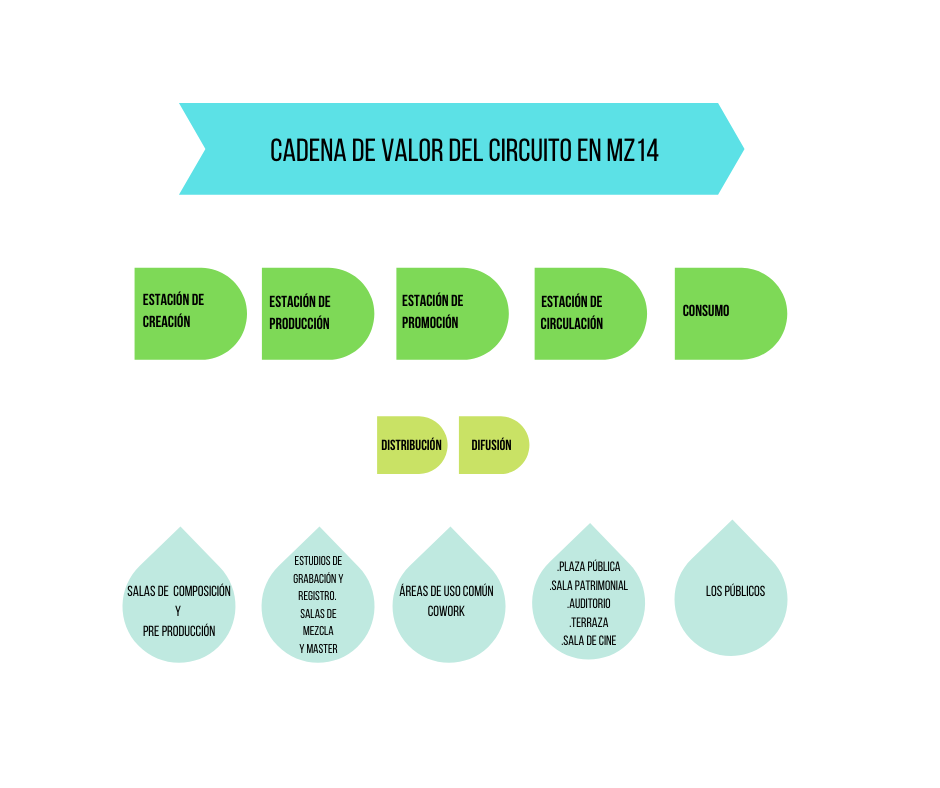 CADENA DE VALOR DEL CIRCUITO EN MZ14
ESTACIÓN DE
CREACIÓN
ESTACIÓN DE
PRODUCCIÓN
ESTACIÓN DE
PROMOCIÓN
ESTACIÓN DE
CIRCULACIÓN
CONSUMO
DISTRIBUCIÓN
DIFUSIÓN
SALAS DE COMPOSICIÓN
Y
PRE PRODUCCIÓN
ESTUDIOS DE
GRABACIÓN Y
REGISTRO.
SALAS DE
MEZCLA
Y MASTER
ÁREAS DE USO COMÚN
COWORK
.PLAZA PÚBLICA
.SALA PATRIMONIAL
.AUDITORIO
.TERRAZA
.SALA DE CINE
LOS PÚBLICOS